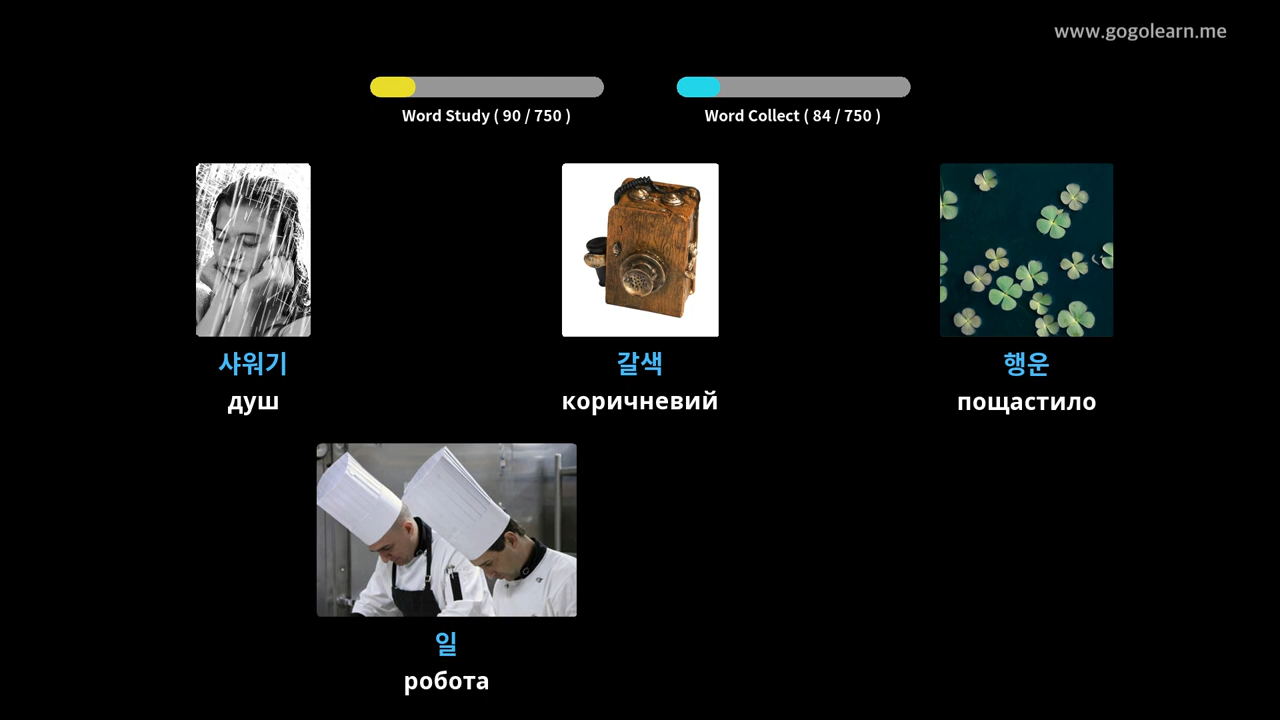 www.gogolearn.me
Word Study ( 90 / 750 )
Word Collect ( 84 / 750 )
샤워기
душ
갈색
коричневий
행운
пощастило
일
робота